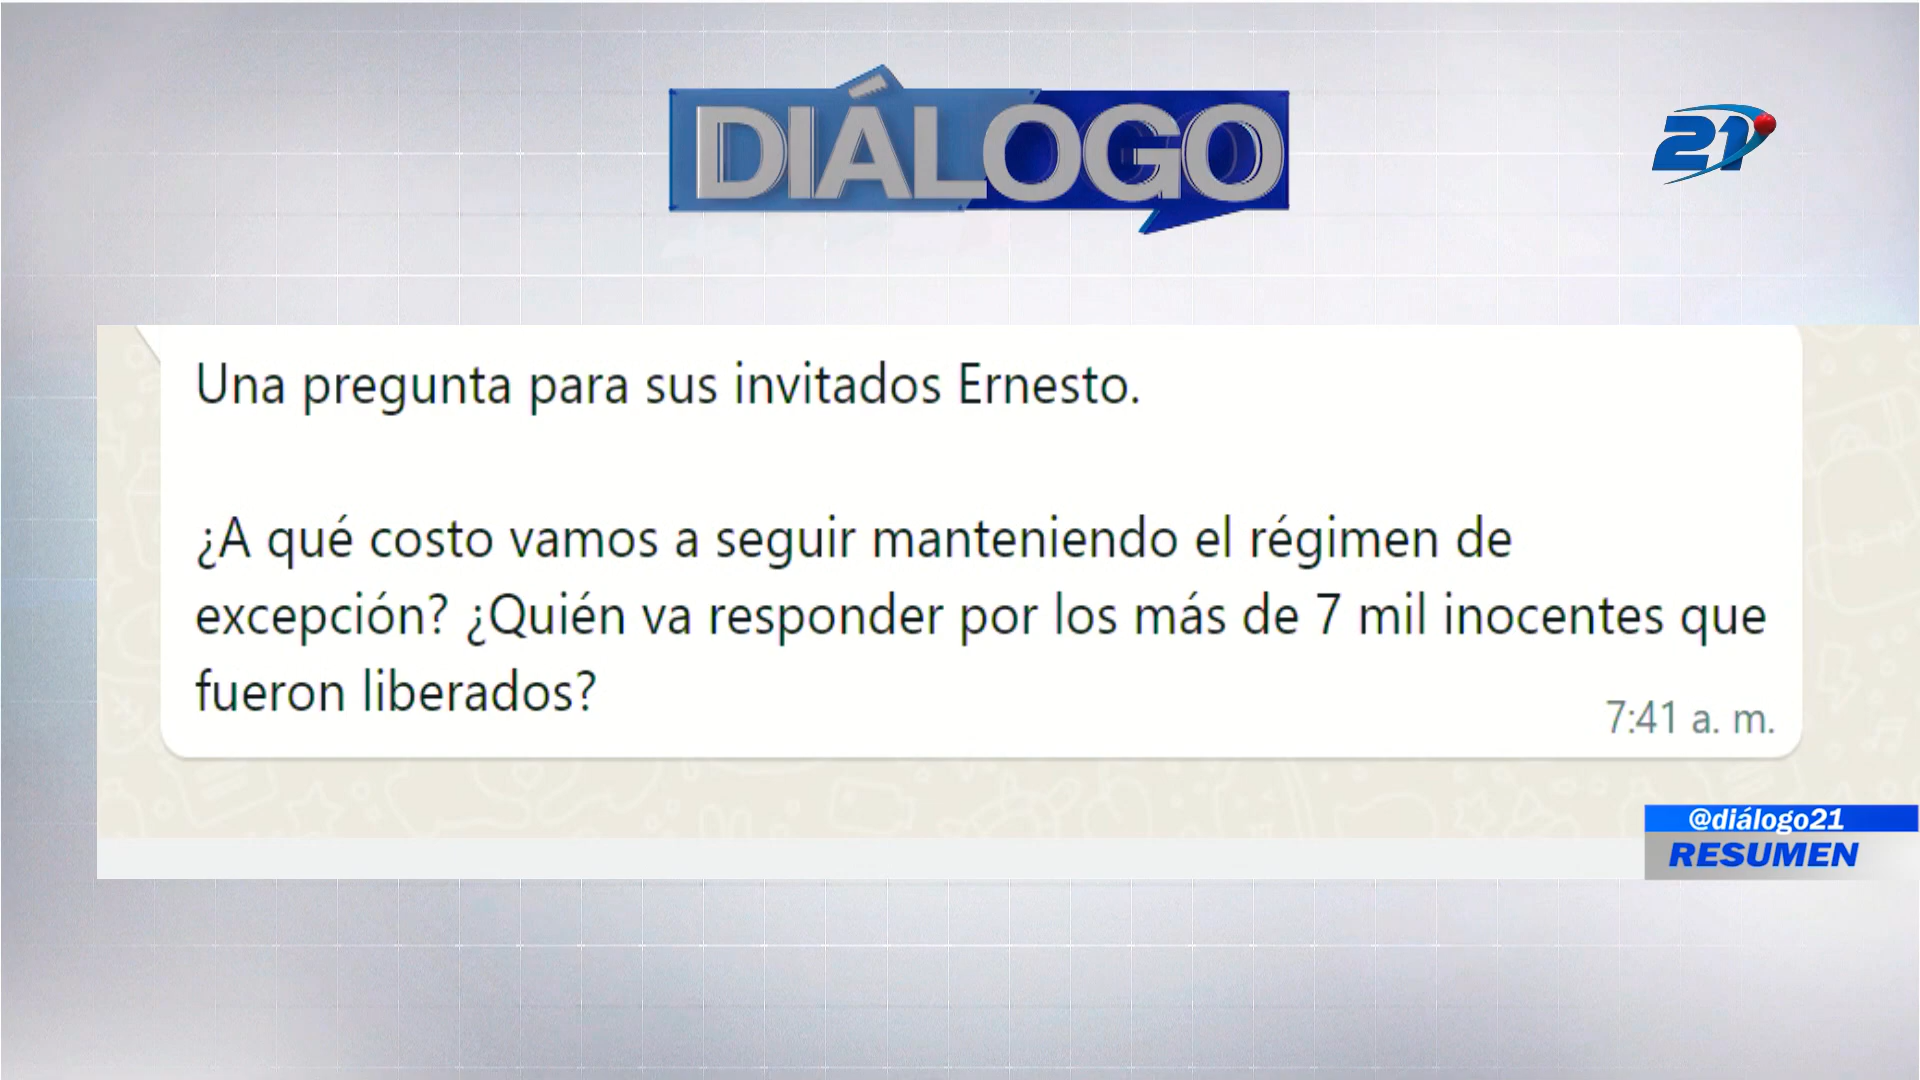 DIÁLOGO
21
Una pregunta para sus invitados Ernesto.
¿A qué costo vamos a seguir manteniendo el régimen de
excepción? ¿Quién va responder por los más de 7 mil inocentes que
fueron liberados?
7:41 a. m.
@diálogo21
RESUMEN